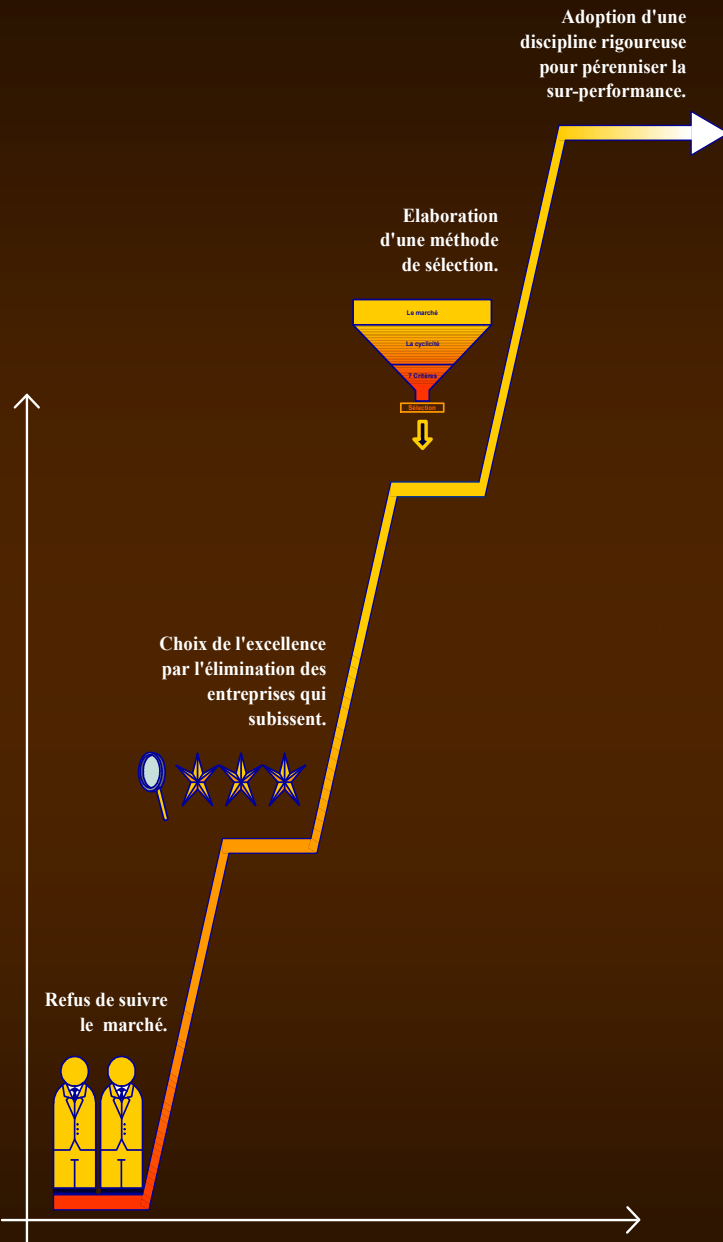 Adoption d'une
discipline rigoureuse
pour pérenniser la
sur-performance.
Elaboration
d'une méthode
de sélection.
Le marché
La cyclicité
7 Critères
Sélection
Choix de l'excellence
par l'élimination des
entreprises qui
subissent.
Refus de suivre
le marché.